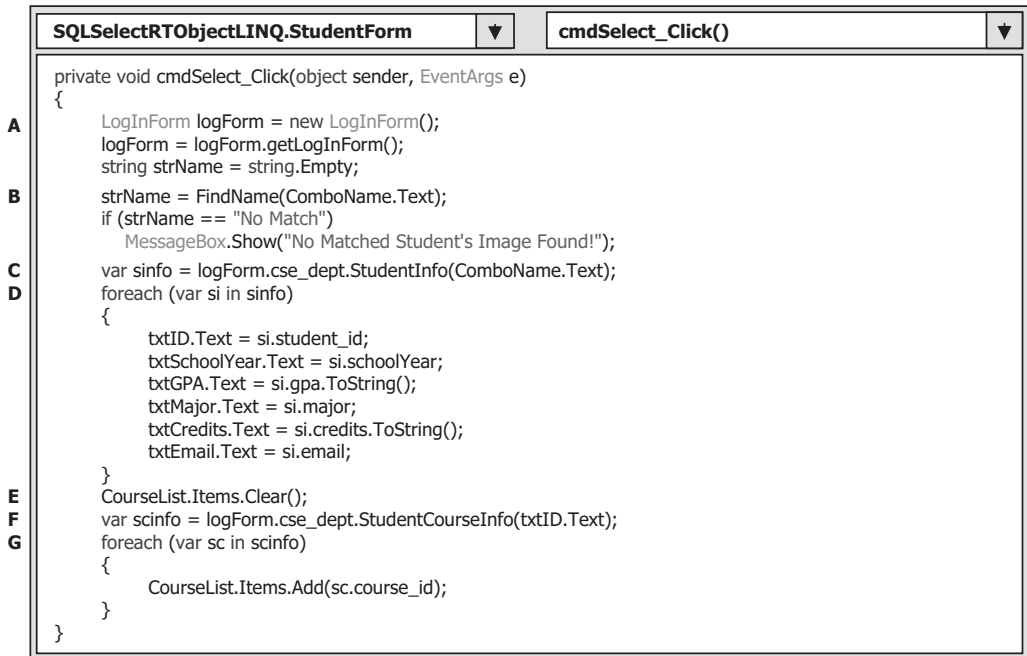 SQLSelectRTObjectLINQ.StudentForm cmdSelect_Click()
private void cmdSelect_Click(object sender, EventArgs e)
{
A LogInForm logForm = new LogInForm();
logForm = logForm.getLogInForm();
string strName = string.Empty;
B strName = FindName(ComboName.Text);
if (strName == "No Match")
MessageBox.Show("No Matched Student's Image Found!");
C var sinfo = logForm.cse_dept.StudentInfo(ComboName.Text);
D foreach (var si in sinfo)
{
txtID.Text = si.student_id;
txtSchoolYear.Text = si.schoolYear;
txtGPA.Text = si.gpa.ToString();
txtMajor.Text = si.major;
txtCredits.Text = si.credits.ToString();
txtEmail.Text = si.email;
}
E CourseList.Items.Clear();
F var scinfo = logForm.cse_dept.StudentCourseInfo(txtID.Text);
G foreach (var sc in scinfo)
{
CourseList.Items.Add(sc.course_id);
}
}